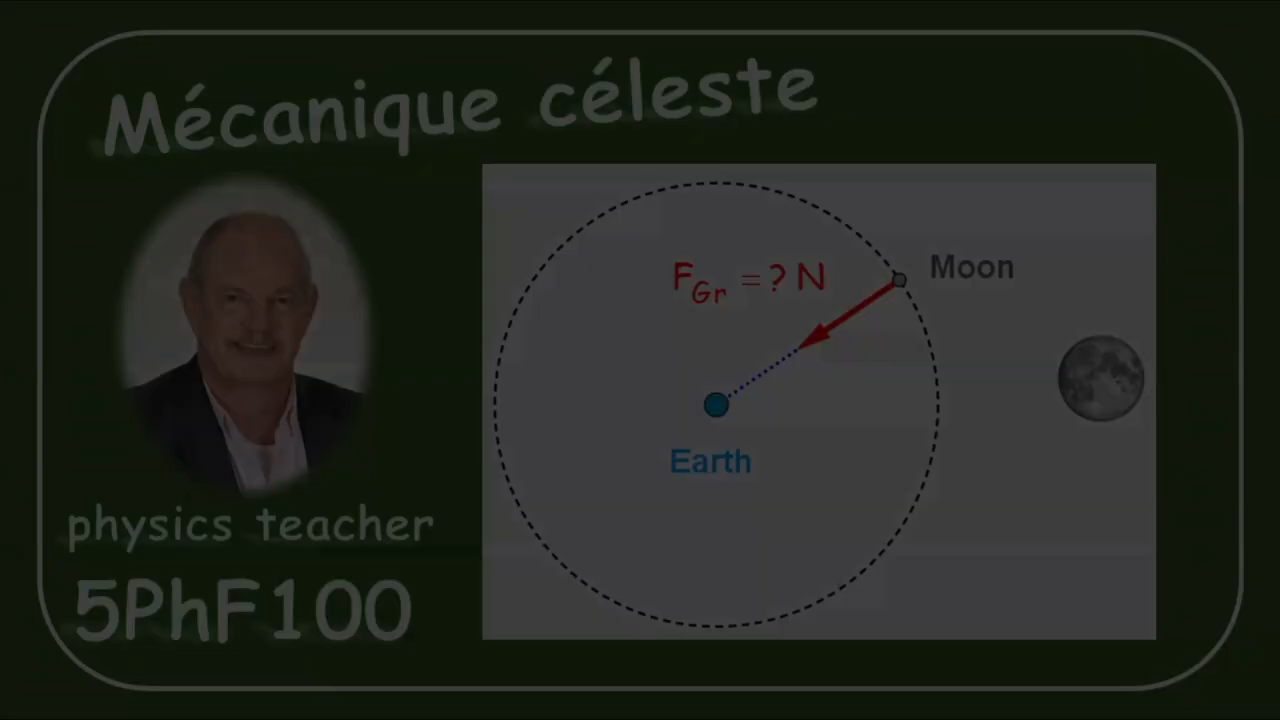 Mécanique céleste
F_Gr = ? N
Moon
Earth
physics teacher
5PhF100